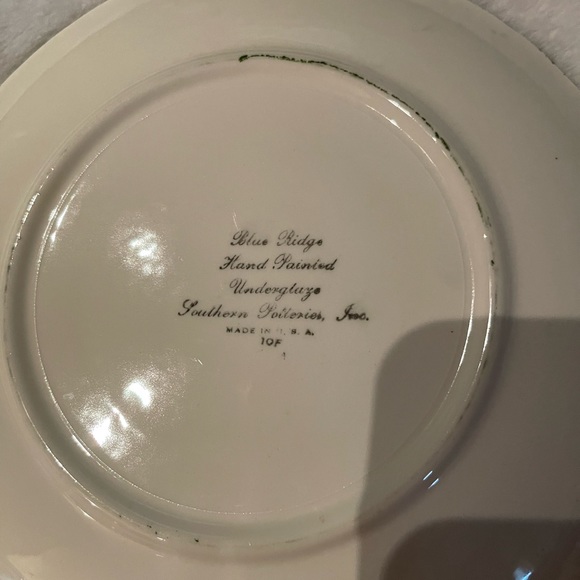 Blue Ridge
Hand Painted
Underglaze
Southern Potteries, Inc.
MADE IN U. S. A.
10F